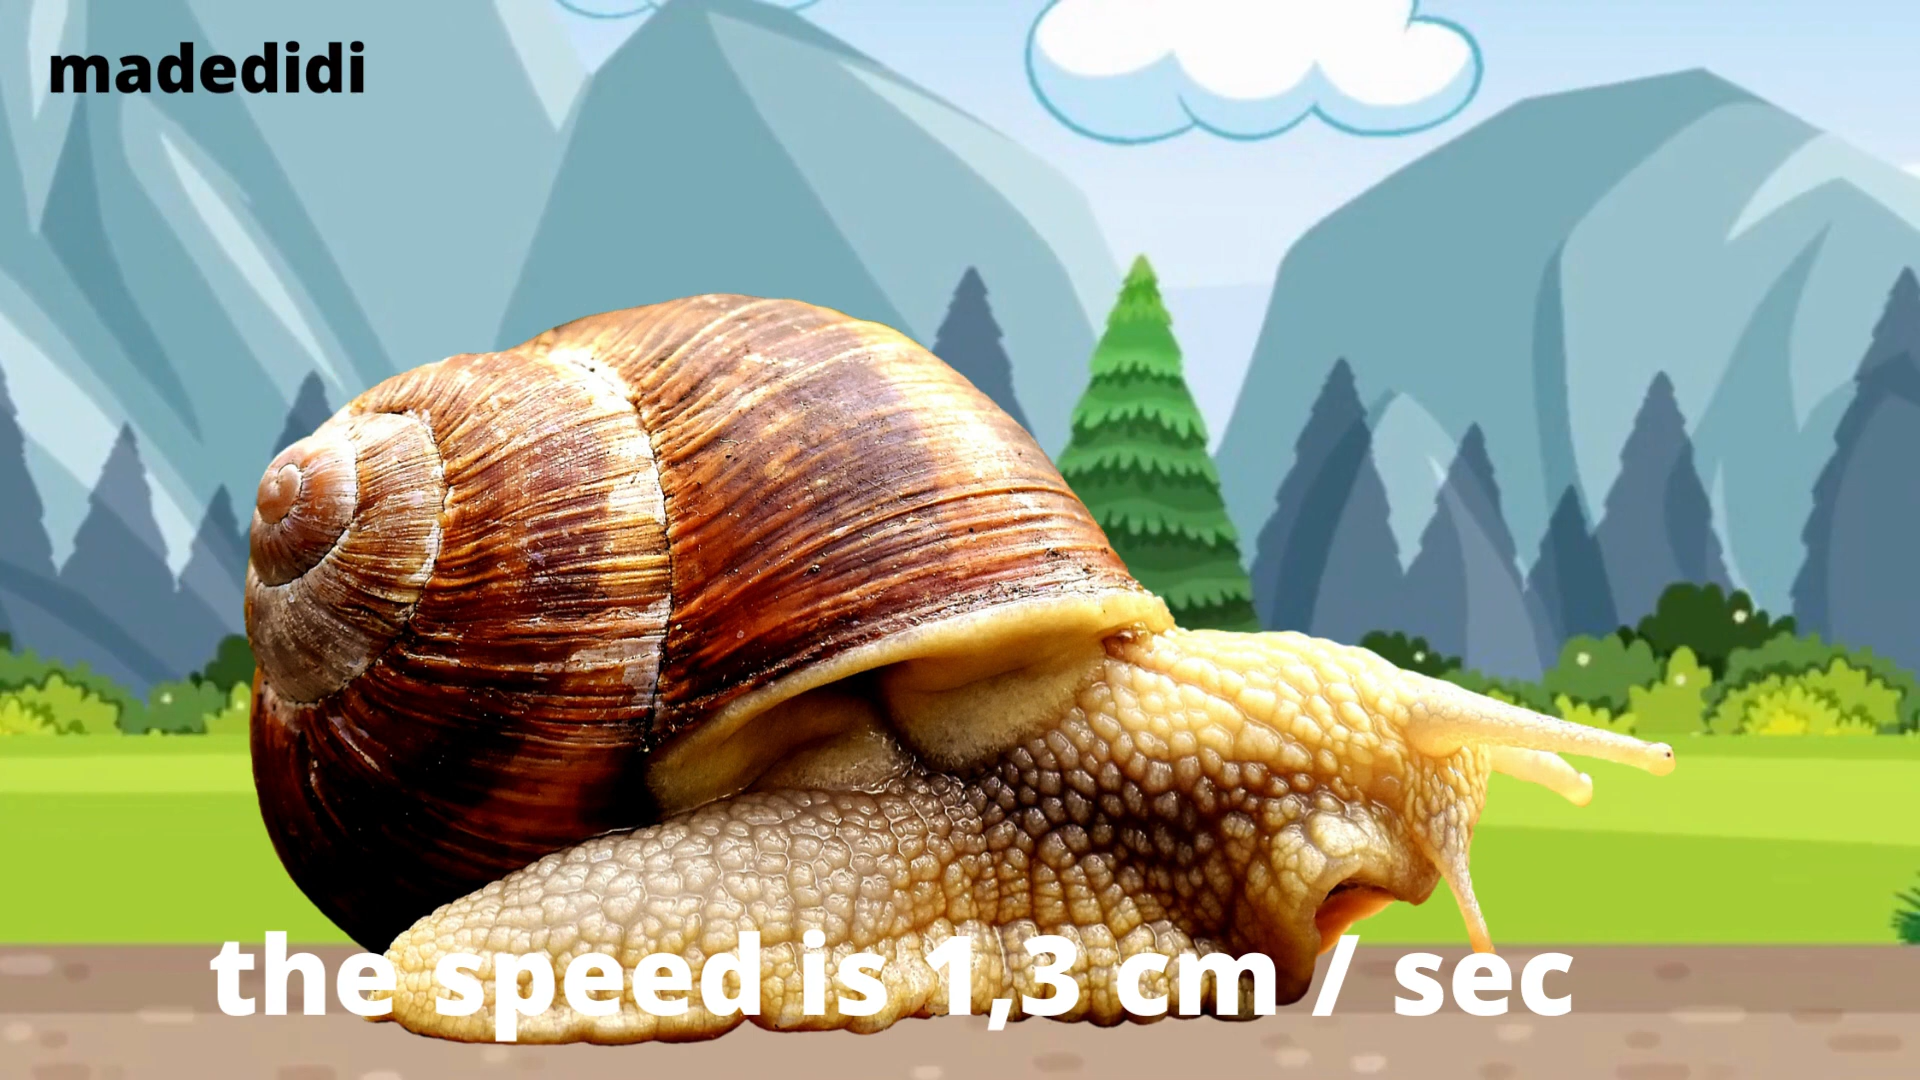 madedidi
the speed is 1,3 cm / sec